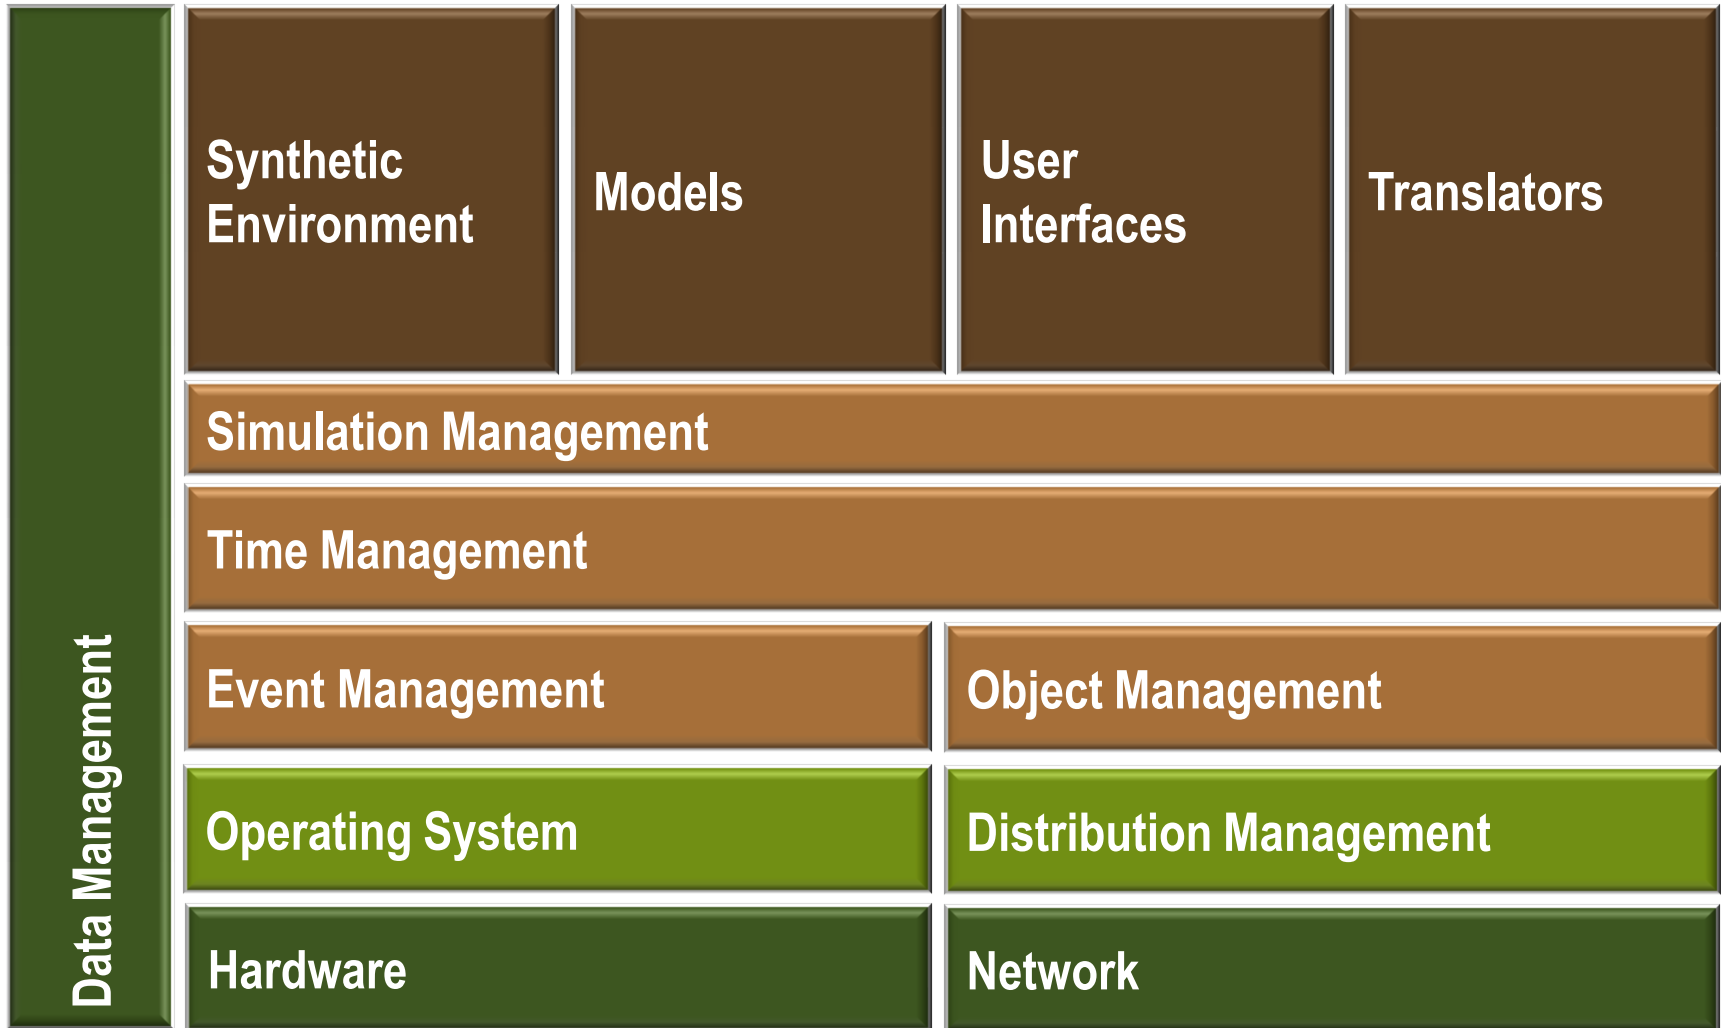 Data Management
Synthetic
Environment
Models
User
Interfaces
Translators
Simulation Management
Time Management
Event Management
Object Management
Operating System
Distribution Management
Hardware
Network